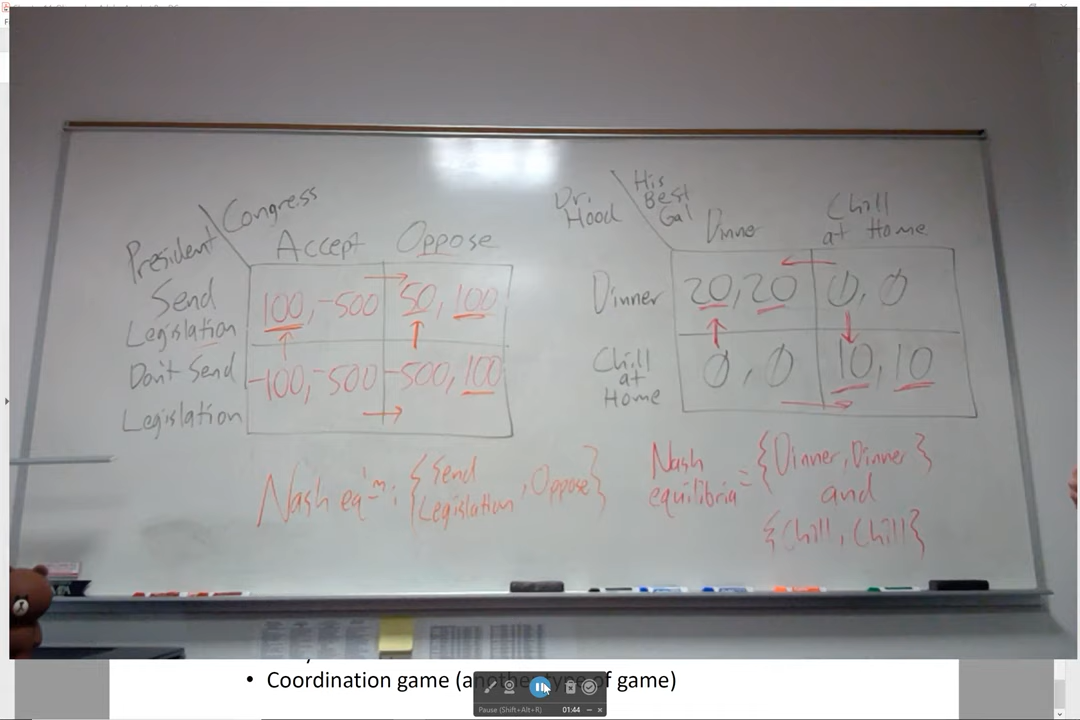 Congress
President
Accept Oppose
Send
Legislation
100, -500 50, 100
Don't Send
Legislation
-100, -500 -500, 100
Nash eq'm: {Send
Legislation, Oppose}
Dr.
Hood
His
Best
Gal
Dinner
Chill
at Home
Dinner
20, 20 0, 0
Chill
at
Home
0, 0 10, 10
Nash
equilibria = {Dinner, Dinner}
and
{Chill, Chill}
• Coordination game (another type of game)
Pause (Shift+Alt+R) 01:44